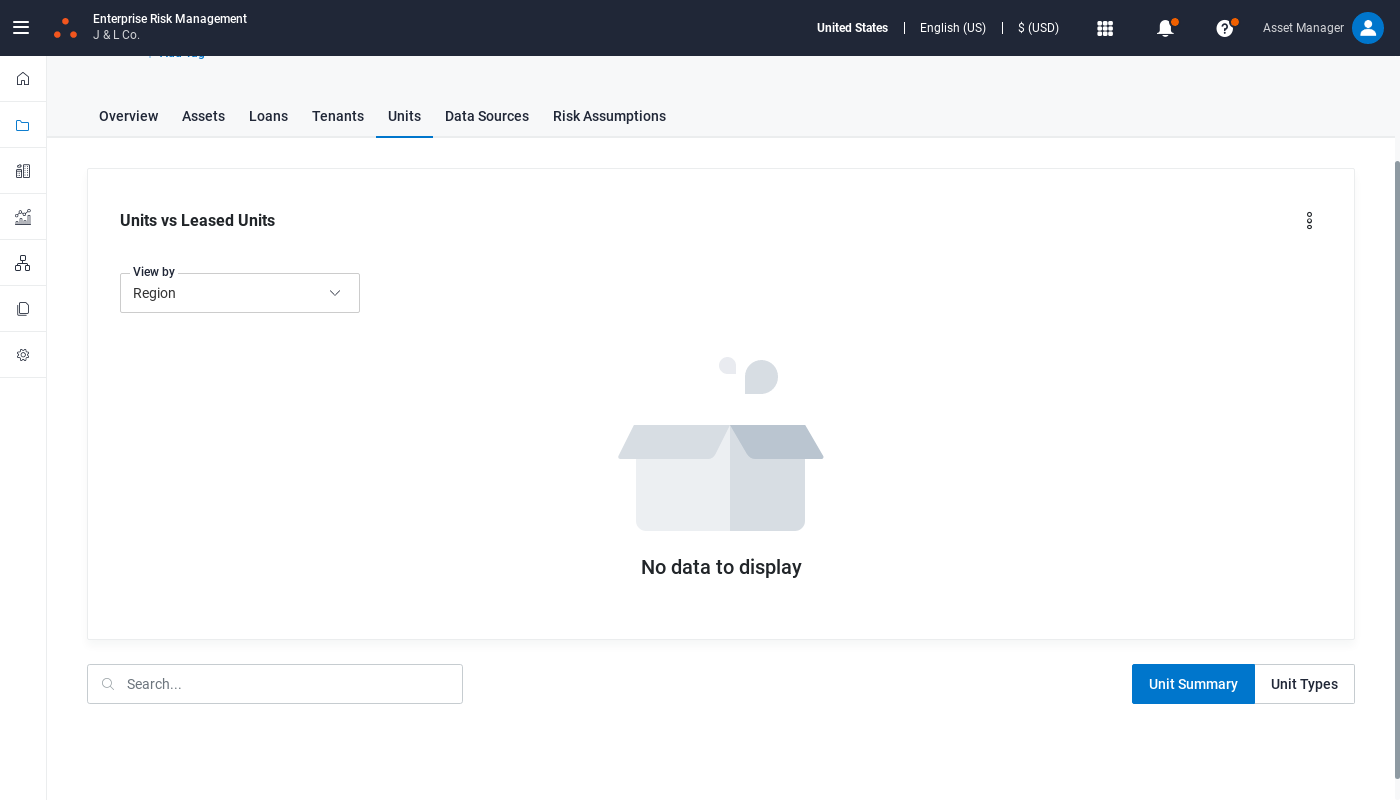 Enterprise Risk Management
J & L Co.
United States
English (US)
$ (USD)
Asset Manager
Overview
Assets
Loans
Tenants
Units
Data Sources
Risk Assumptions
Units vs Leased Units
View by
Region
No data to display
Search...
Unit Summary
Unit Types